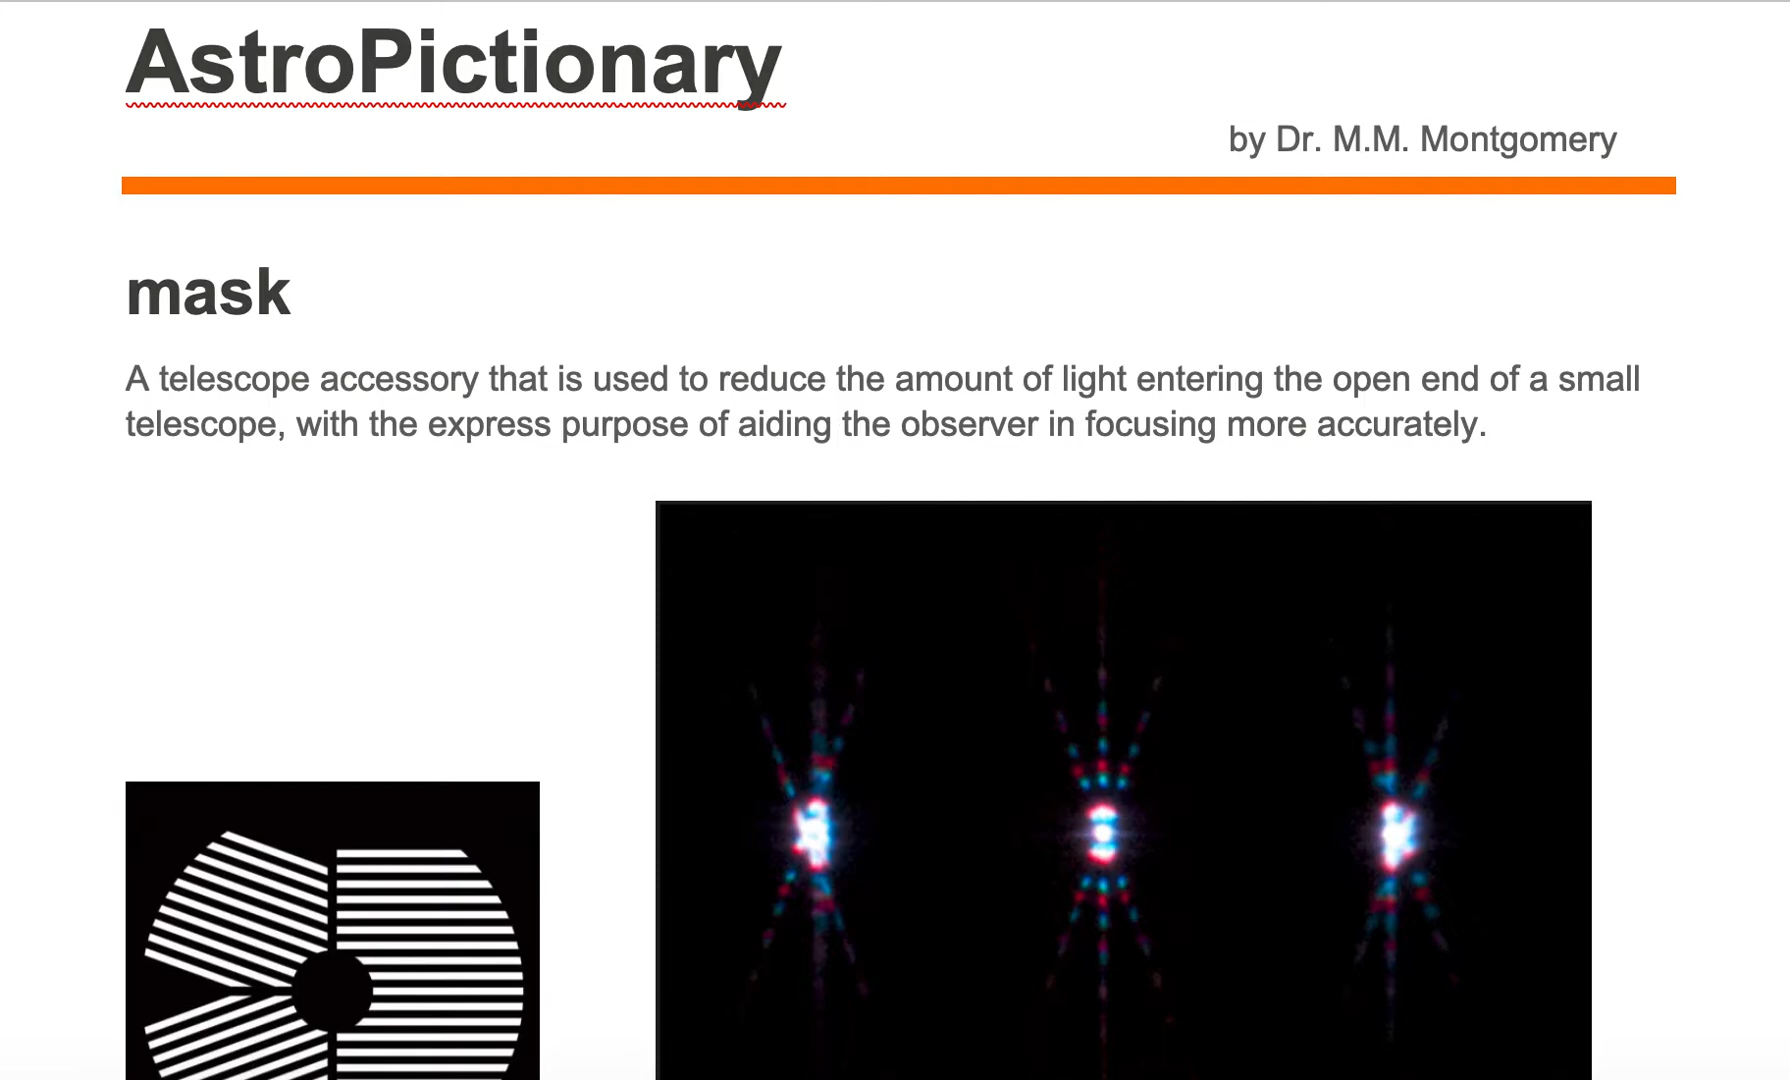 AstroPictionary
by Dr. M.M. Montgomery
mask
A telescope accessory that is used to reduce the amount of light entering the open end of a small
telescope, with the express purpose of aiding the observer in focusing more accurately.